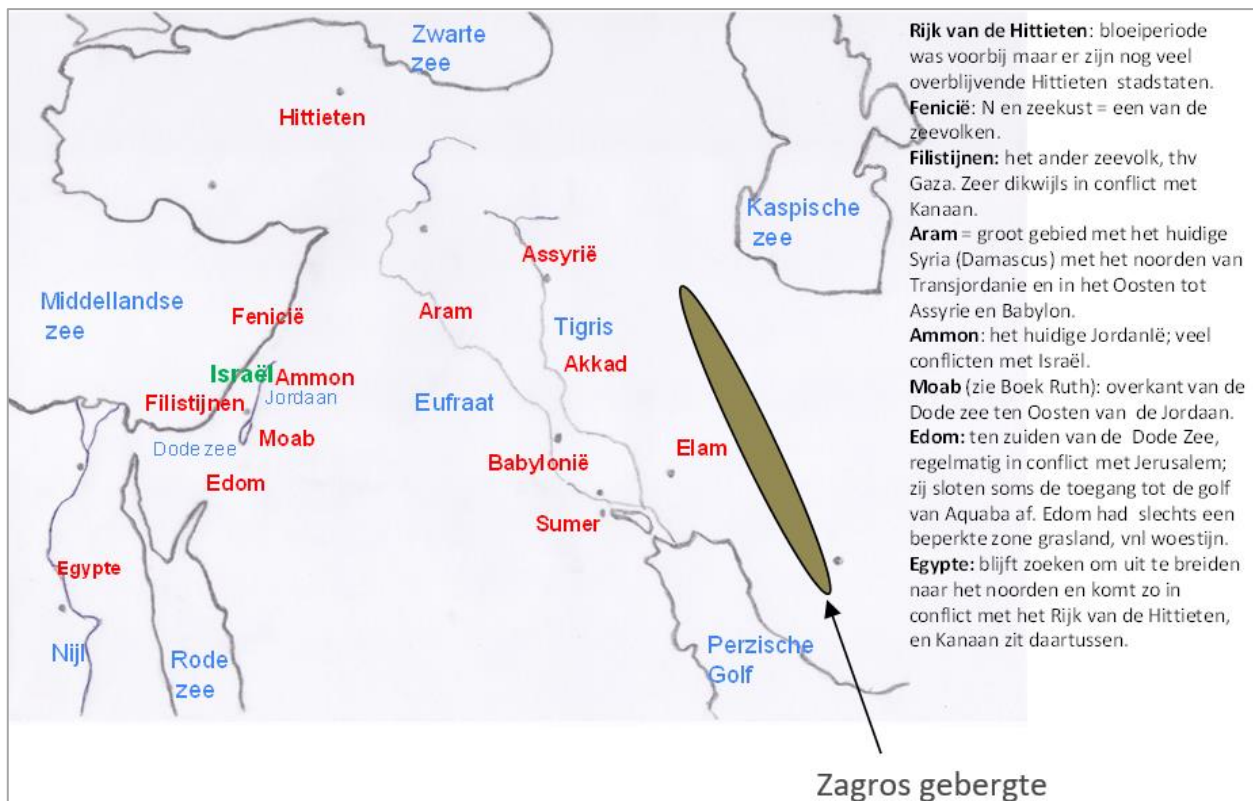 Zwarte
zee
Hittieten
Kaspische
zee
Assyrië
Middellandse
zee
Fenicië
Aram
Tigris
Akkad
Israël
Ammon
Jordaan
Filistijnen
Eufraat
Dode zee
Moab
Elam
Babylonië
Edom
Sumer
Egypte
Nijl
Rode
zee
Perzische
Golf
Rijk van de Hittieten: bloeiperiode
was voorbij maar er zijn nog veel
overblijvende Hittieten stadstaten.
Fenicië: N en zeekust = een van de
zeevolken.
Filistijnen: het ander zeevolk, thv
Gaza. Zeer dikwijls in conflict met
Kanaan.
Aram = groot gebied met het huidige
Syria (Damascus) met het noorden van
Transjordanie en in het Oosten tot
Assyrie en Babylon.
Ammon: het huidige Jordanlë; veel
conflicten met Israël.
Moab (zie Boek Ruth): overkant van de
Dode zee ten Oosten van de Jordaan.
Edom: ten zuiden van de Dode Zee,
regelmatig in conflict met Jerusalem;
zij sloten soms de toegang tot de golf
van Aquaba af. Edom had slechts een
beperkte zone grasland, vnl woestijn.
Egypte: blijft zoeken om uit te breiden
naar het noorden en komt zo in
conflict met het Rijk van de Hittieten,
en Kanaan zit daartussen.
Zagros gebergte